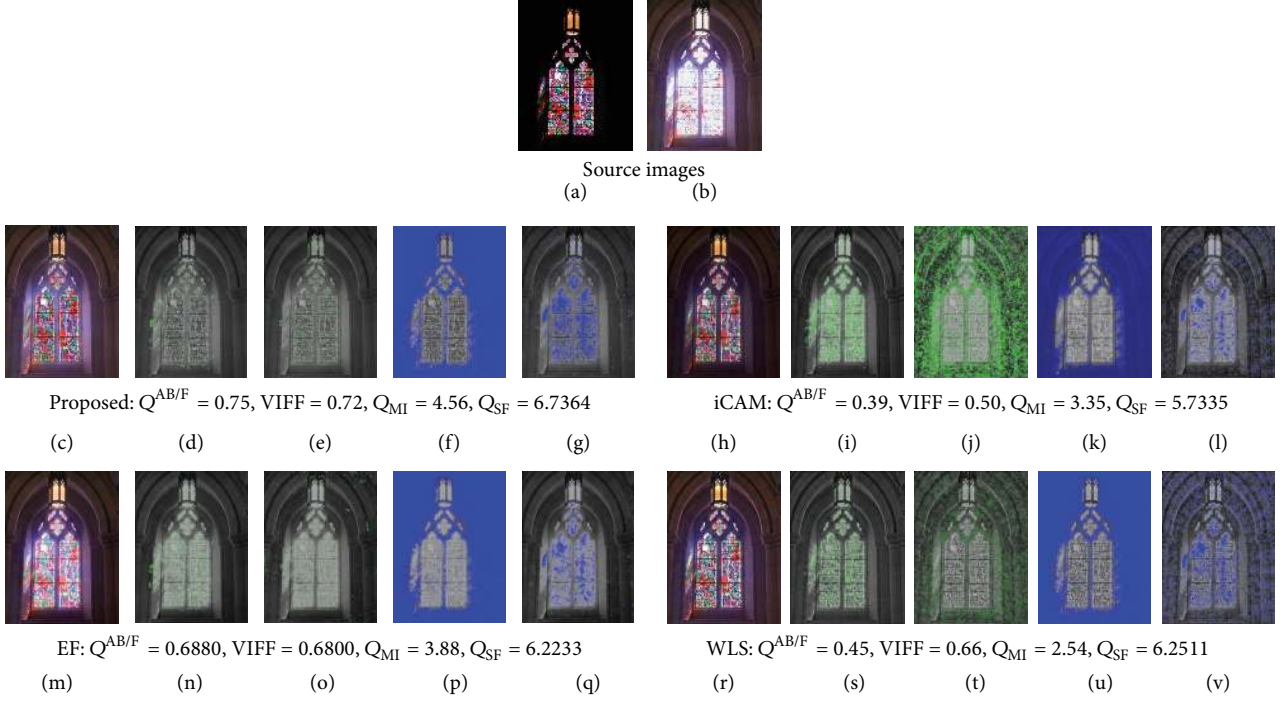 Source images
(a) (b)
Proposed: Q^AB/F = 0.75, VIFF = 0.72, Q_MI = 4.56, Q_SF = 6.7364
(c) (d) (e) (f) (g)
iCAM: Q^AB/F = 0.39, VIFF = 0.50, Q_MI = 3.35, Q_SF = 5.7335
(h) (i) (j) (k) (l)
EF: Q^AB/F = 0.6880, VIFF = 0.6800, Q_MI = 3.88, Q_SF = 6.2233
(m) (n) (o) (p) (q)
WLS: Q^AB/F = 0.45, VIFF = 0.66, Q_MI = 2.54, Q_SF = 6.2511
(r) (s) (t) (u) (v)